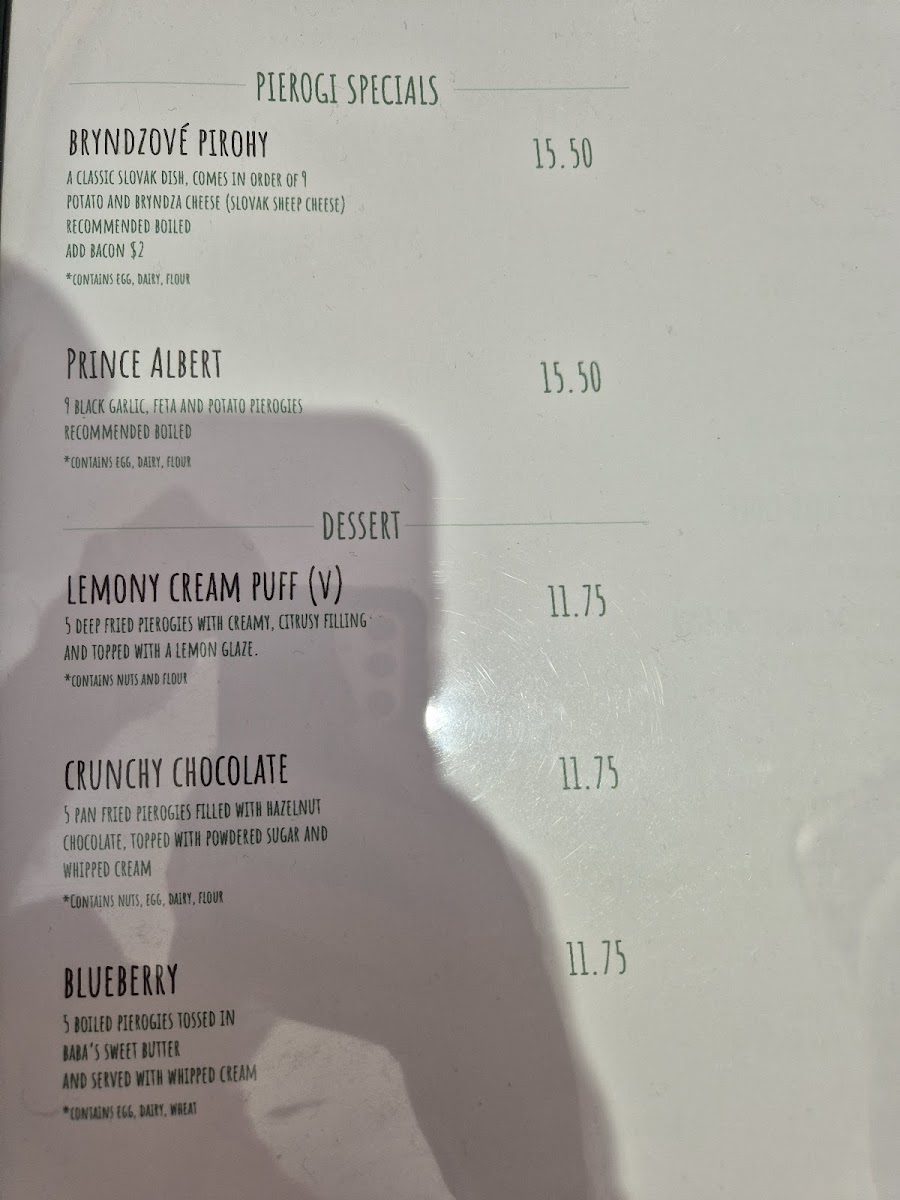 PIEROGI SPECIALS
BRYNDZOVÉ PIROHY 15.50
A CLASSIC SLOVAK DISH, COMES IN ORDER OF 9
POTATO AND BRYNDZA CHEESE (SLOVAK SHEEP CHEESE)
RECOMMENDED BOILED
ADD BACON $2
*CONTAINS EGG, DAIRY, FLOUR
PRINCE ALBERT 15.50
9 BLACK GARLIC, FETA AND POTATO PIEROGIES
RECOMMENDED BOILED
*CONTAINS EGG, DAIRY, FLOUR
DESSERT
LEMONY CREAM PUFF (V) 11.75
5 DEEP FRIED PIEROGIES WITH CREAMY, CITRUSY FILLING
AND TOPPED WITH A LEMON GLAZE.
*CONTAINS NUTS AND FLOUR
CRUNCHY CHOCOLATE 11.75
5 PAN FRIED PIEROGIES FILLED WITH HAZELNUT
CHOCOLATE, TOPPED WITH POWDERED SUGAR AND
WHIPPED CREAM
*CONTAINS NUTS, EGG, DAIRY, FLOUR
BLUEBERRY 11.75
5 BOILED PIEROGIES TOSSED IN
BABA'S SWEET BUTTER
AND SERVED WITH WHIPPED CREAM
*CONTAINS EGG, DAIRY, WHEAT